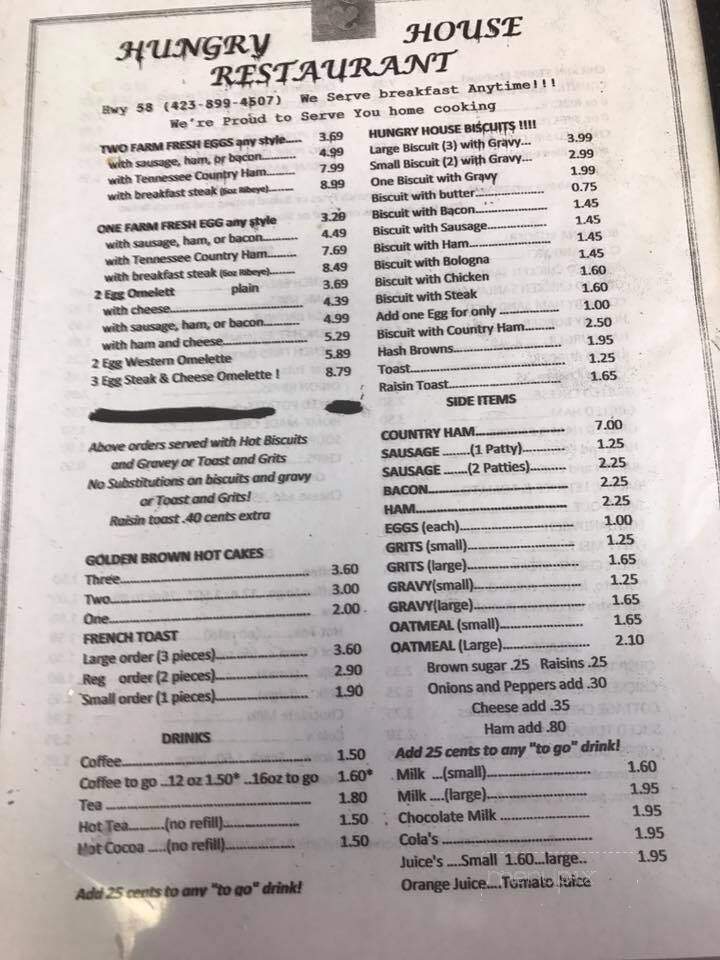 HUNGRY HOUSE
RESTAURANT
Hwy 58 (423-899-4507) We Serve breakfast Anytime!!!
We're Proud to Serve You home cooking
TWO FARM FRESH EGGS any style..... 3.69
with sausage, ham, or bacon........... 4.99
with Tennessee Country Ham........... 7.99
with breakfast steak (5oz Ribeye)........ 8.99
ONE FARM FRESH EGG any style 3.29
with sausage, ham, or bacon........... 4.49
with Tennessee Country Ham........... 7.69
with breakfast steak (5oz Ribeye)........ 8.49
2 Egg Omelett plain 3.69
with cheese............ 4.39
with sausage, ham, or bacon........... 4.99
with ham and cheese............ 5.29
2 Egg Western Omelette 5.89
3 Egg Steak & Cheese Omelette ! 8.79
Above orders served with Hot Biscuits
and Gravey or Toast and Grits
No Substitutions on biscuits and gravy
or Toast and Grits!
Raisin toast .40 cents extra
GOLDEN BROWN HOT CAKES
Three............ 3.60
Two............ 3.00
One............ 2.00
FRENCH TOAST
Large order (3 pieces)............ 3.60
Reg order (2 pieces)............ 2.90
Small order (1 pieces)............ 1.90
DRINKS
Coffee............ 1.50
Coffee to go ..12 oz 1.50* ..16oz to go 1.60*
Tea ............ 1.80
Hot Tea.........(no refill)............ 1.50
Hot Cocoa .....(no refill)............ 1.50
Add 25 cents to any "to go" drink!
HUNGRY HOUSE BISCUITS !!!!
Large Biscuit (3) with Gravy... 3.99
Small Biscuit (2) with Gravy... 2.99
One Biscuit with Gravy 1.99
Biscuit with butter............ 0.75
Biscuit with Bacon............ 1.45
Biscuit with Sausage............ 1.45
Biscuit with Ham............ 1.45
Biscuit with Bologna 1.45
Biscuit with Chicken 1.60
Biscuit with Steak 1.60
Add one Egg for only ............ 1.00
Biscuit with Country Ham......... 2.50
Hash Browns............ 1.95
Toast............ 1.25
Raisin Toast............ 1.65
SIDE ITEMS
COUNTRY HAM............ 7.00
SAUSAGE ........(1 Patty)............ 1.25
SAUSAGE ........(2 Patties).......... 2.25
BACON............ 2.25
HAM............ 2.25
EGGS (each)............ 1.00
GRITS (small)............ 1.25
GRITS (large)............ 1.65
GRAVY(small)............ 1.25
GRAVY(large)............ 1.65
OATMEAL (small)............ 1.65
OATMEAL (Large)............ 2.10
Brown sugar .25 Raisins .25
Onions and Peppers add .30
Cheese add .35
Ham add .80
Add 25 cents to any "to go" drink!
Milk ...(small)............ 1.60
Milk ....(large)............ 1.95
Chocolate Milk ............ 1.95
Cola's ............ 1.95
Juice's ....Small 1.60...large.. 1.95
Orange Juice....Tomato Juice